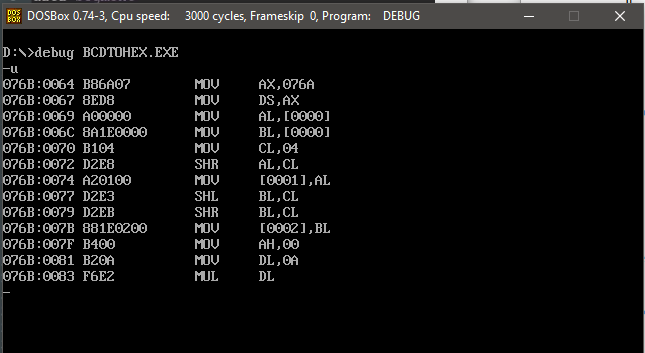 DOSBox 0.74-3, Cpu speed: 3000 cycles, Frameskip 0, Program: DEBUG
D:\>debug BCDTOHEX.EXE
-u
076B:0064 B86A07 MOV AX,076A
076B:0067 8ED8 MOV DS,AX
076B:0069 A00000 MOV AL,[0000]
076B:006C 8A1E0000 MOV BL,[0000]
076B:0070 B104 MOV CL,04
076B:0072 D2E8 SHR AL,CL
076B:0074 A20100 MOV [0001],AL
076B:0077 D2E3 SHL BL,CL
076B:0079 D2EB SHR BL,CL
076B:007B 881E0200 MOV [0002],BL
076B:007F B400 MOV AH,00
076B:0081 B20A MOV DL,0A
076B:0083 F6E2 MUL DL
-